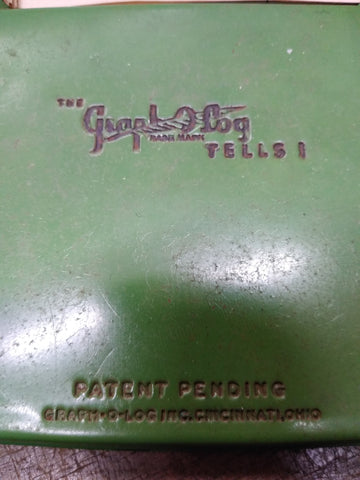 THE
Graph-O-Log
TRADE MARK
TELLS !
PATENT PENDING
GRAPH-O-LOG INC. CINCINNATI, OHIO